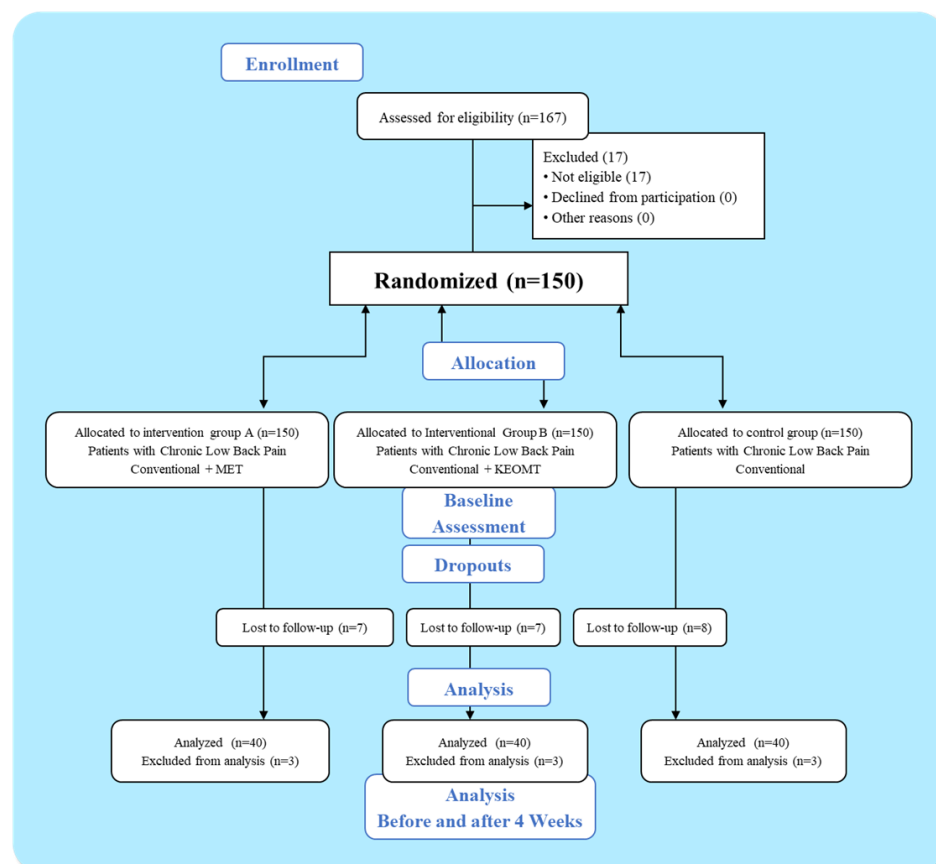 Enrollment
Assessed for eligibility (n=167)
Excluded (17)
• Not eligible (17)
• Declined from participation (0)
• Other reasons (0)
Randomized (n=150)
Allocation
Allocated to intervention group A (n=150)
Patients with Chronic Low Back Pain
Conventional + MET
Allocated to Interventional Group B (n=150)
Patients with Chronic Low Back Pain
Conventional + KEOMT
Allocated to control group (n=150)
Patients with Chronic Low Back Pain
Conventional
Baseline
Assessment
Dropouts
Lost to follow-up (n=7)
Lost to follow-up (n=7)
Lost to follow-up (n=8)
Analysis
Analyzed (n=40)
Excluded from analysis (n=3)
Analyzed (n=40)
Excluded from analysis (n=3)
Analyzed (n=40)
Excluded from analysis (n=3)
Analysis
Before and after 4 Weeks